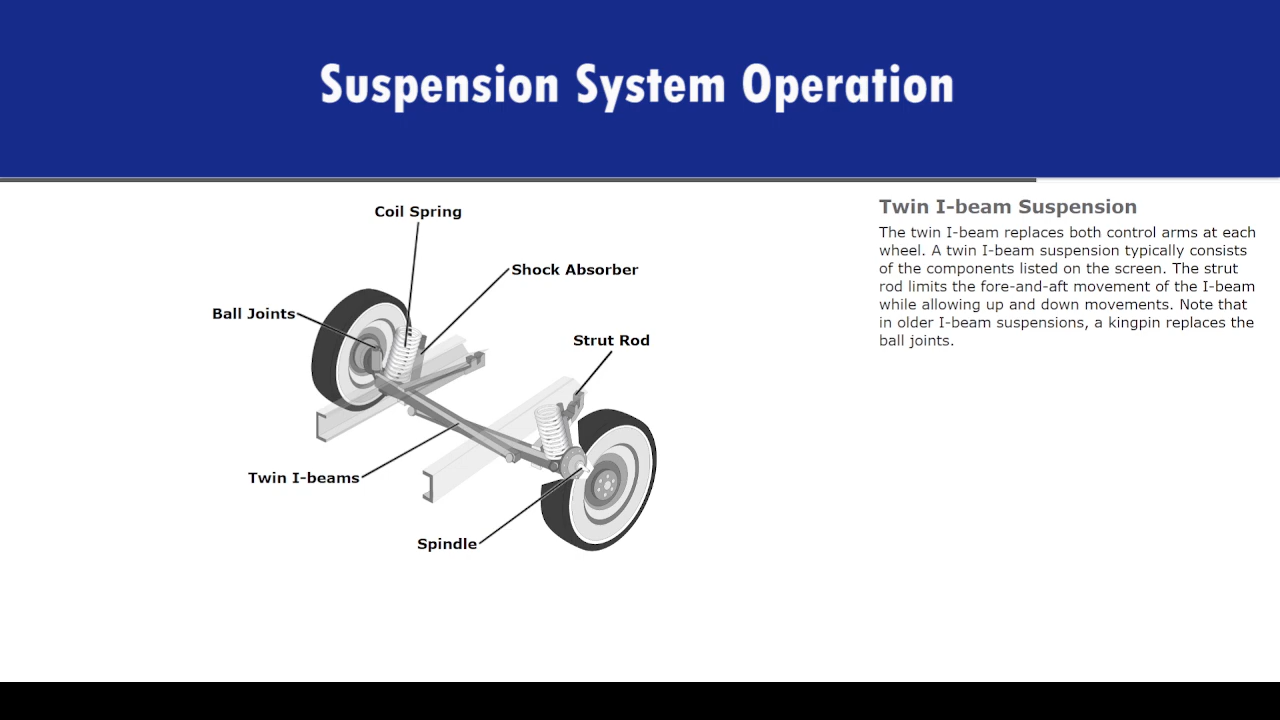 Suspension System Operation
Coil Spring
Shock Absorber
Ball Joints
Strut Rod
Twin I-beams
Spindle
Twin I-beam Suspension
The twin I-beam replaces both control arms at each
wheel. A twin I-beam suspension typically consists
of the components listed on the screen. The strut
rod limits the fore-and-aft movement of the I-beam
while allowing up and down movements. Note that
in older I-beam suspensions, a kingpin replaces the
ball joints.